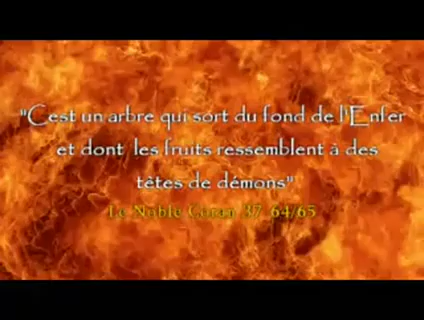 "C'est un arbre qui sort du fond de l'Enfer
et dont les fruits ressemblent à des
têtes de démons"
Le Noble Coran 37 64/65